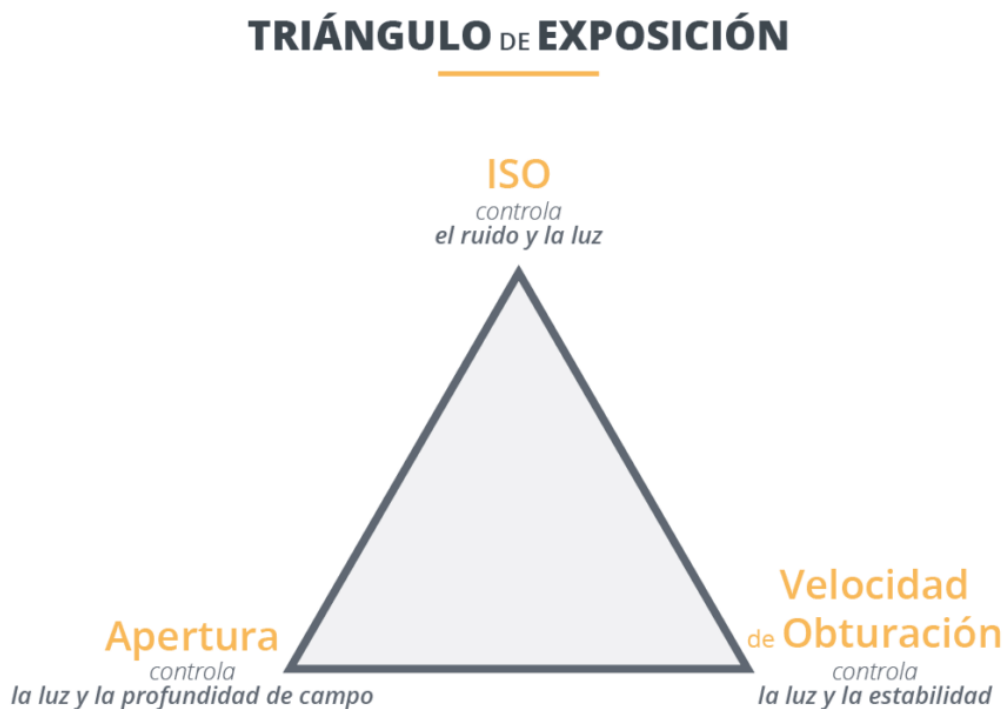 TRIÁNGULO DE EXPOSICIÓN
ISO
controla
el ruido y la luz
Apertura
controla
la luz y la profundidad de campo
Velocidad
de Obturación
controla
la luz y la estabilidad